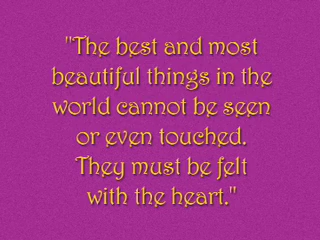 "The best and most
beautiful things in the
world cannot be seen
or even touched.
They must be felt
with the heart."